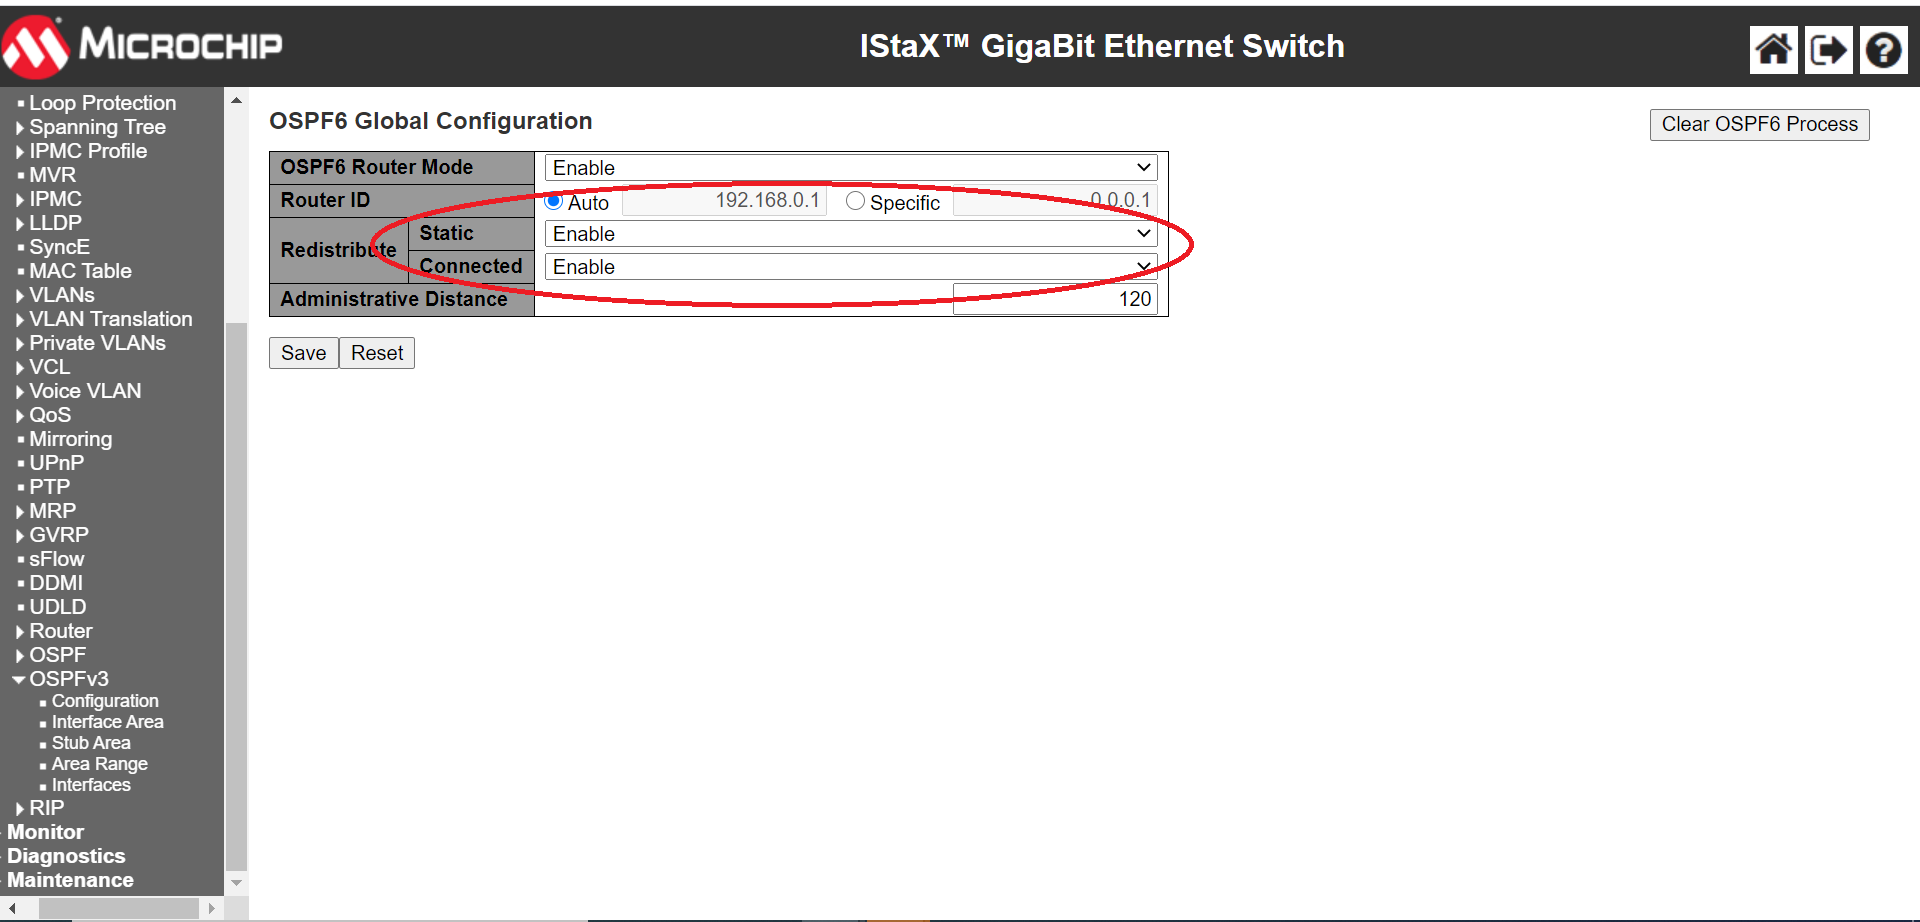 MICROCHIP
IStaX™ GigaBit Ethernet Switch
Loop Protection
Spanning Tree
IPMC Profile
MVR
IPMC
LLDP
SyncE
MAC Table
VLANs
VLAN Translation
Private VLANs
VCL
Voice VLAN
QoS
Mirroring
UPnP
PTP
MRP
GVRP
sFlow
DDMI
UDLD
Router
OSPF
OSPFv3
Configuration
Interface Area
Stub Area
Area Range
Interfaces
RIP
Monitor
Diagnostics
Maintenance
OSPF6 Global Configuration
Clear OSPF6 Process
OSPF6 Router Mode Enable
Router ID Auto 192.168.0.1 Specific 0.0.0.1
Redistribute
Static Enable
Connected Enable
Administrative Distance 120
Save Reset